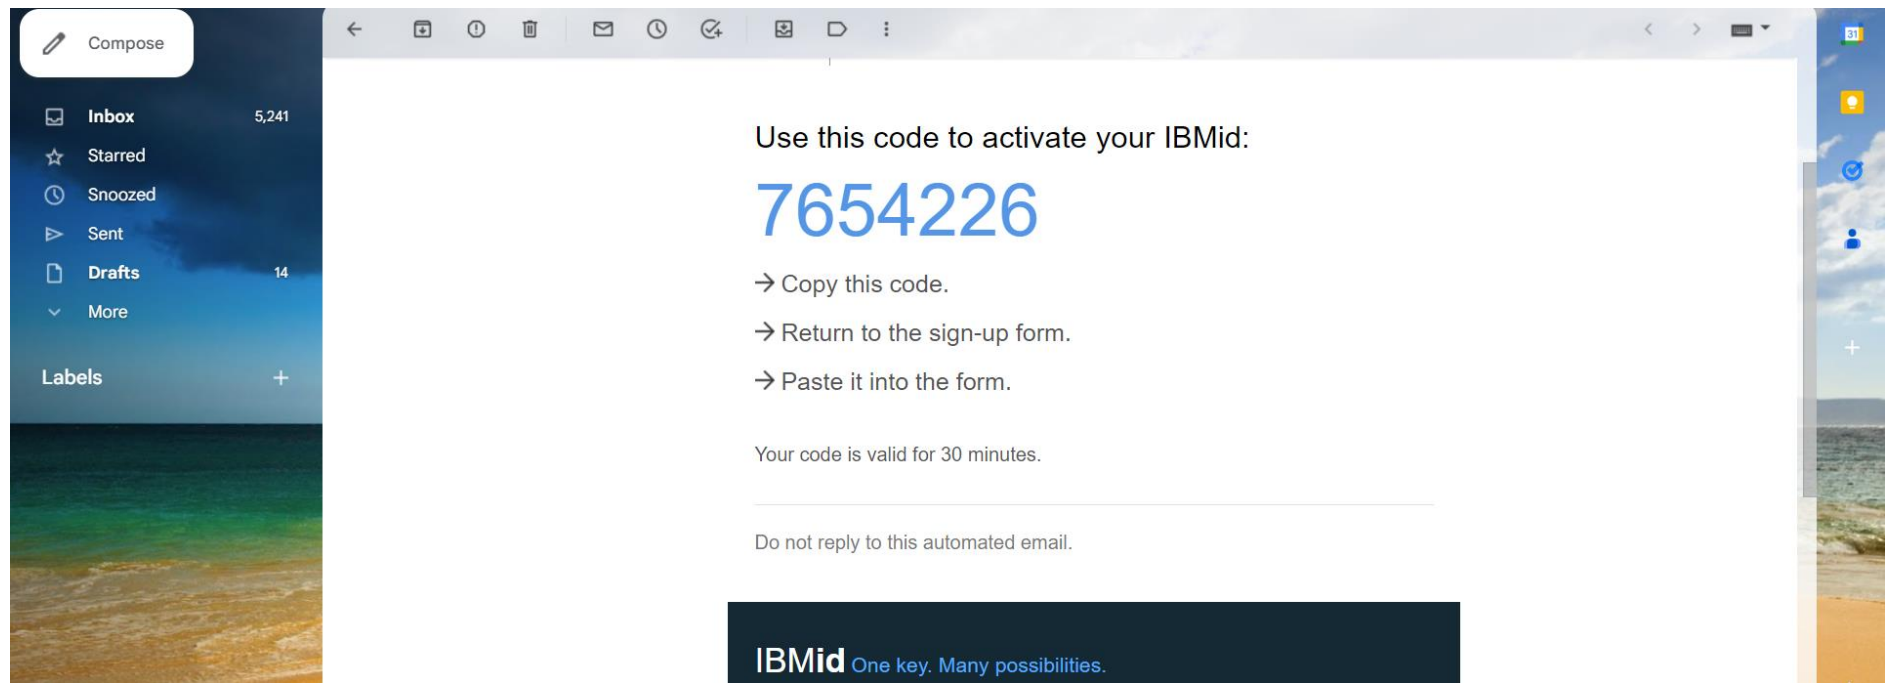 Compose
Inbox 5,241
Starred
Snoozed
Sent
Drafts 14
More
Labels
31
Use this code to activate your IBMid:
7654226
→ Copy this code.
→ Return to the sign-up form.
→ Paste it into the form.
Your code is valid for 30 minutes.
Do not reply to this automated email.
IBMid One key. Many possibilities.